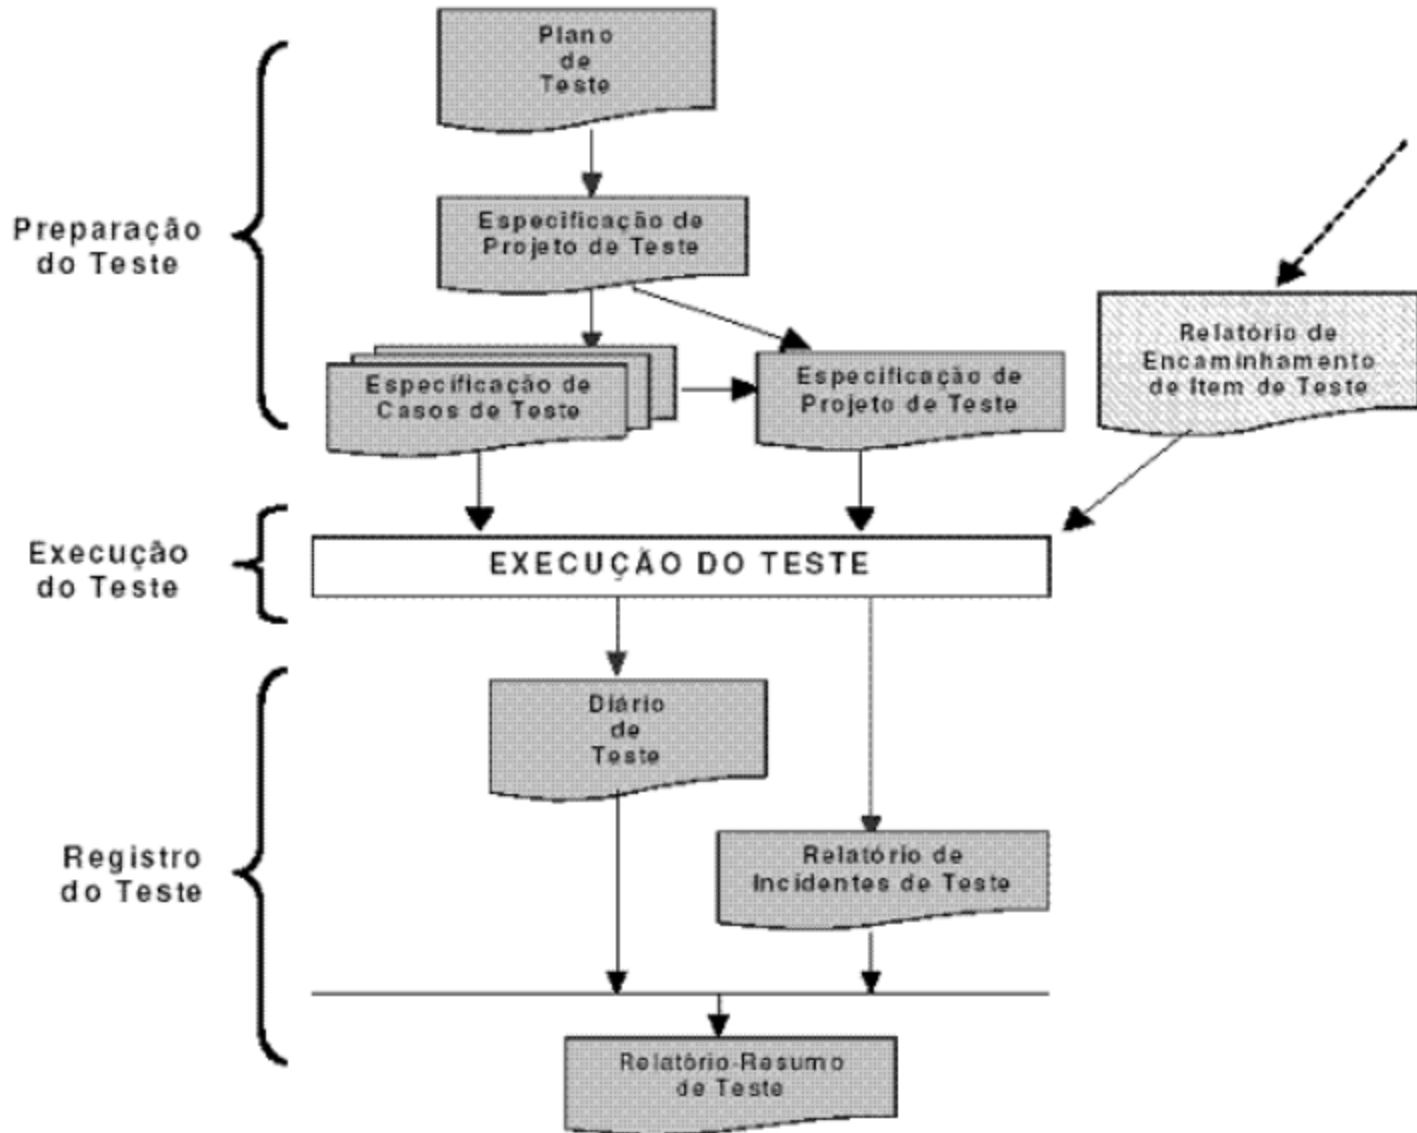 Plano
de
Teste
Preparação
do Teste
Especificação de
Projeto de Teste
Especificação de
Casos de Teste
Especificação de
Projeto de Teste
Relatório de
Encaminhamento
de Item de Teste
Execução
do Teste
EXECUÇÃO DO TESTE
Registro
do Teste
Diário
de
Teste
Relatório de
Incidentes de Teste
Relatório-Resumo
de Teste